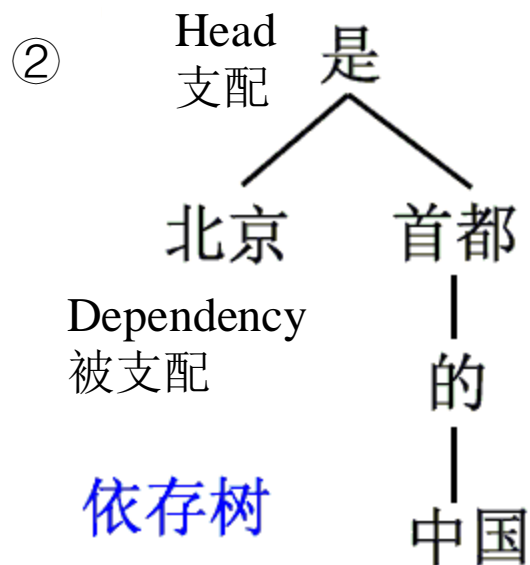 ②
Head
支配
是
北京
首都
Dependency
被支配
的
依存树
中国